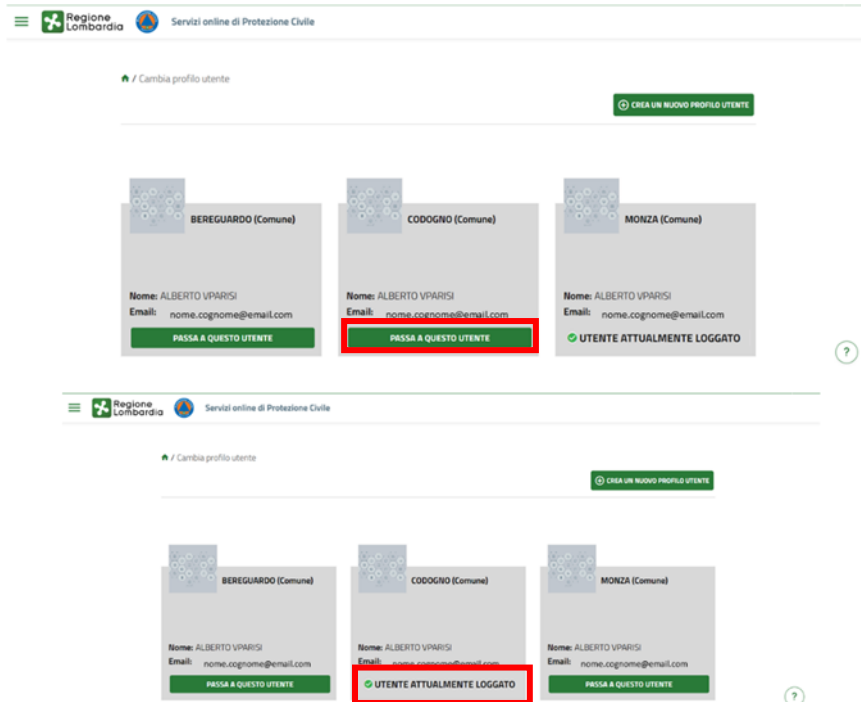 Regione Lombardia Servizi online di Protezione Civile
/ Cambia profilo utente
CREA UN NUOVO PROFILO UTENTE
BEREGUARDO (Comune) CODOGNO (Comune) MONZA (Comune)
Nome: ALBERTO VPARISI Nome: ALBERTO VPARISI Nome: ALBERTO VPARISI
Email: nome.cognome@email.com Email: nome.cognome@email.com Email: nome.cognome@email.com
PASSA A QUESTO UTENTE PASSA A QUESTO UTENTE UTENTE ATTUALMENTE LOGGATO
?
Regione Lombardia Servizi online di Protezione Civile
/ Cambia profilo utente
CREA UN NUOVO PROFILO UTENTE
BEREGUARDO (Comune) CODOGNO (Comune) MONZA (Comune)
Nome: ALBERTO VPARISI Nome: ALBERTO VPARISI Nome: ALBERTO VPARISI
Email: nome.cognome@email.com Email: nome.cognome@email.com Email: nome.cognome@email.com
PASSA A QUESTO UTENTE UTENTE ATTUALMENTE LOGGATO PASSA A QUESTO UTENTE
?